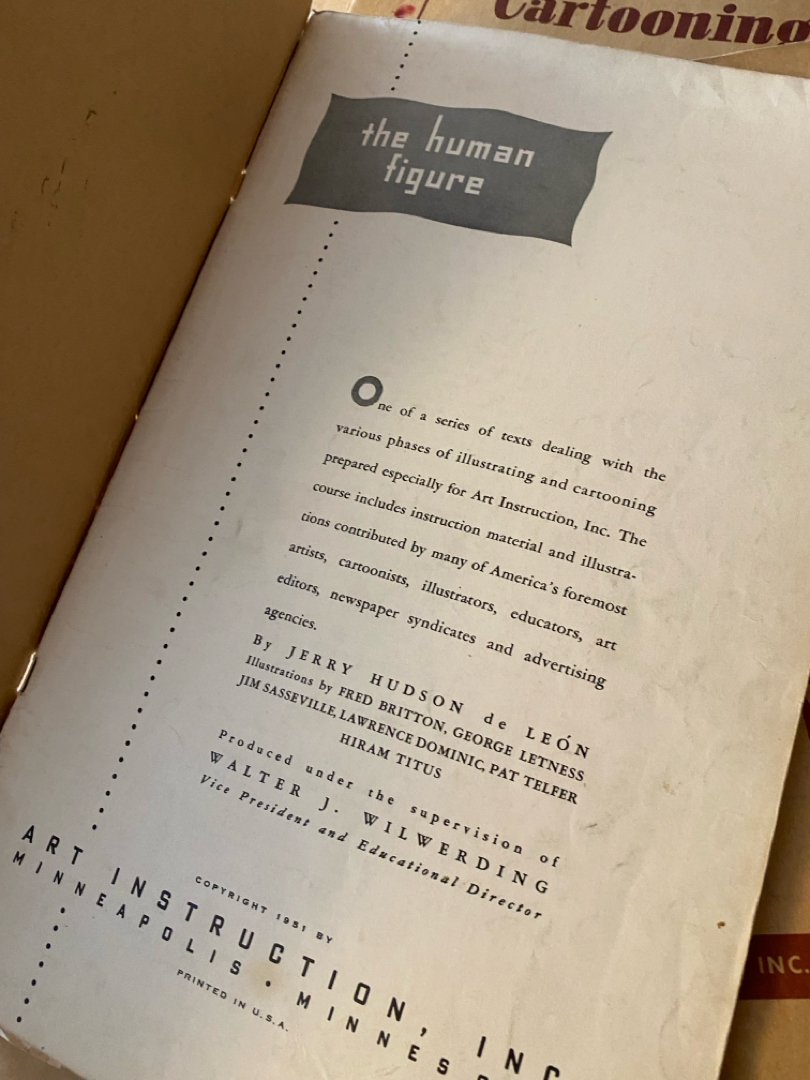 Cartooning
the human
figure
One of a series of texts dealing with the
various phases of illustrating and cartooning
prepared especially for Art Instruction, Inc. The
course includes instruction material and illustra-
tions contributed by many of America's foremost
artists, cartoonists, illustrators, educators, art
editors, newspaper syndicates and advertising
agencies.
By JERRY HUDSON de LEÓN
Illustrations by FRED BRITTON, GEORGE LETNESS
JIM SASSEVILLE, LAWRENCE DOMINIC, PAT TELFER
HIRAM TITUS
Produced under the supervision of
WALTER J. WILWERDING
Vice President and Educational Director
COPYRIGHT 1951 BY
ART INSTRUCTION, INC
MINNEAPOLIS • MINNES
PRINTED IN U.S.A.
INC.